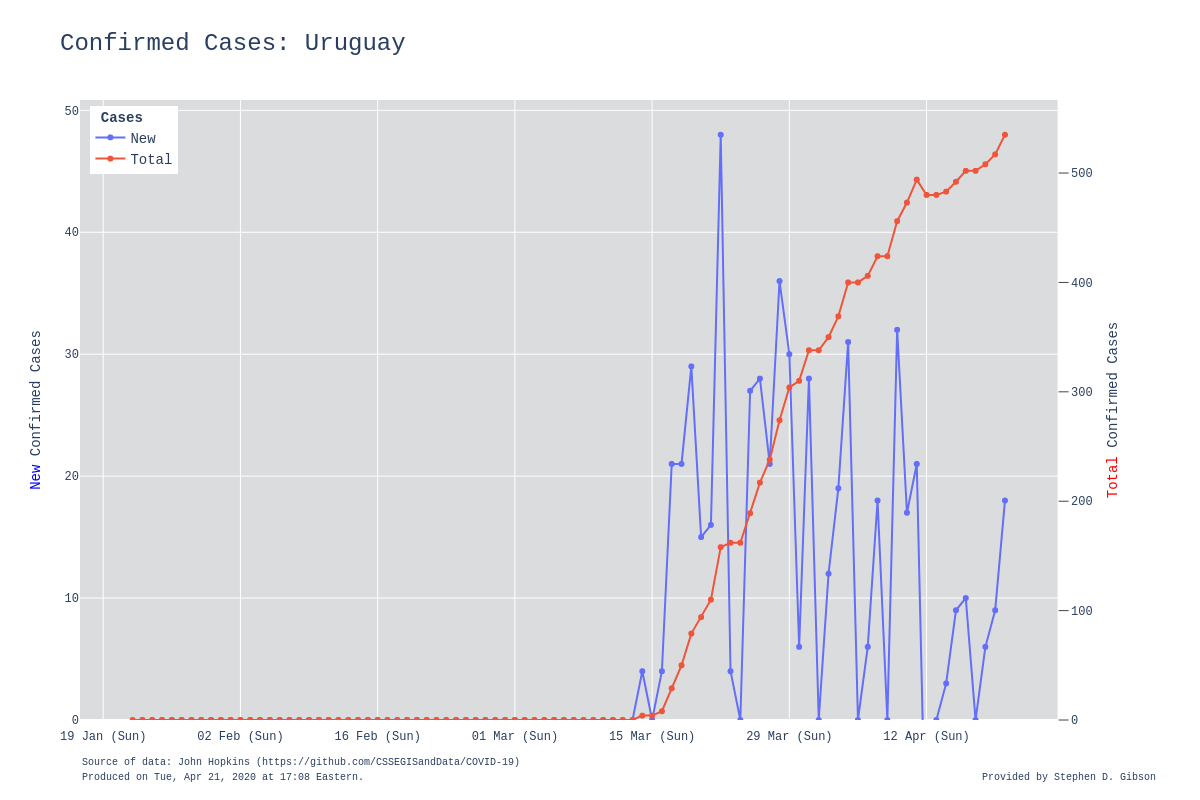 Confirmed Cases: Uruguay
Cases
New
Total
50
40
30
20
10
0
500
400
300
200
100
0
New Confirmed Cases
Total Confirmed Cases
19 Jan (Sun) 02 Feb (Sun) 16 Feb (Sun) 01 Mar (Sun) 15 Mar (Sun) 29 Mar (Sun) 12 Apr (Sun)
Source of data: John Hopkins (https://github.com/CSSEGISandData/COVID-19)
Produced on Tue, Apr 21, 2020 at 17:08 Eastern.
Provided by Stephen D. Gibson